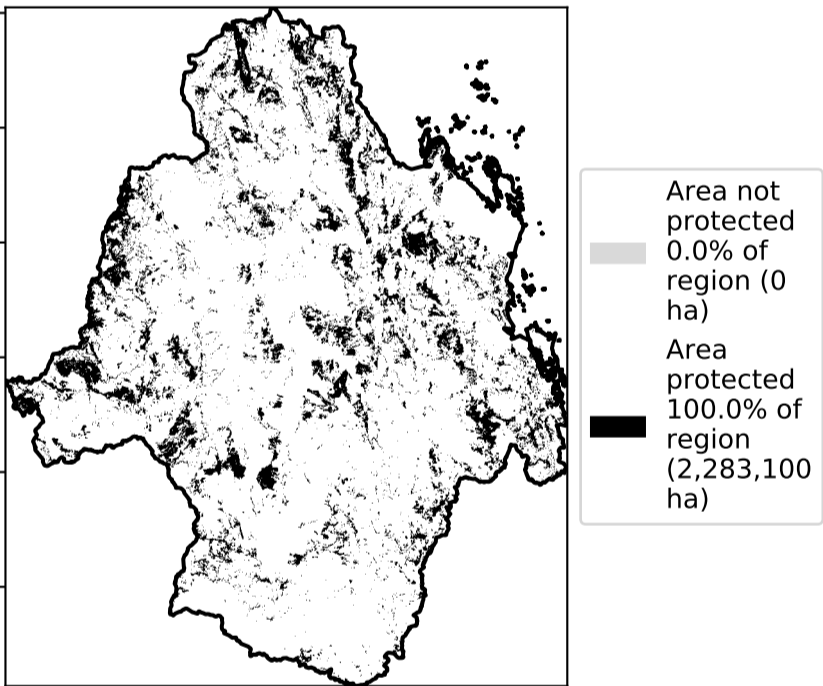 Area not
protected
0.0% of
region (0
ha)
Area
protected
100.0% of
region
(2,283,100
ha)